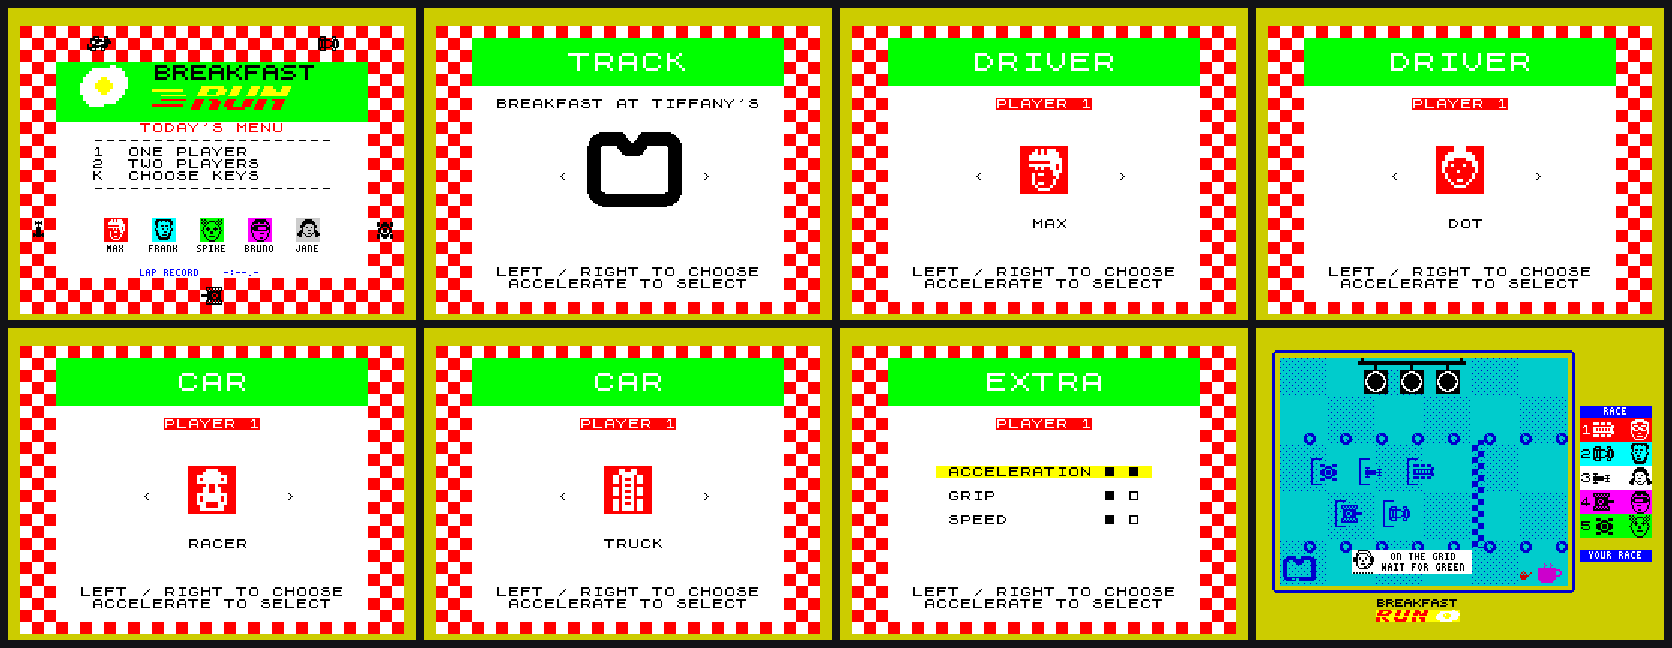 BREAKFAST
RUN
TODAY'S MENU
1 ONE PLAYER
2 TWO PLAYERS
K CHOOSE KEYS
MAX FRANK SPIKE BRUNO JANE
LAP RECORD -:--.-
TRACK
BREAKFAST AT TIFFANY'S
< >
LEFT / RIGHT TO CHOOSE
ACCELERATE TO SELECT
DRIVER
PLAYER 1
< >
MAX
LEFT / RIGHT TO CHOOSE
ACCELERATE TO SELECT
DRIVER
PLAYER 1
< >
DOT
LEFT / RIGHT TO CHOOSE
ACCELERATE TO SELECT
CAR
PLAYER 1
< >
RACER
LEFT / RIGHT TO CHOOSE
ACCELERATE TO SELECT
CAR
PLAYER 1
< >
TRUCK
LEFT / RIGHT TO CHOOSE
ACCELERATE TO SELECT
EXTRA
PLAYER 1
ACCELERATION
GRIP
SPEED
LEFT / RIGHT TO CHOOSE
ACCELERATE TO SELECT
RACE
1
2
3
4
5
YOUR RACE
ON THE GRID
WAIT FOR GREEN
BREAKFAST
RUN